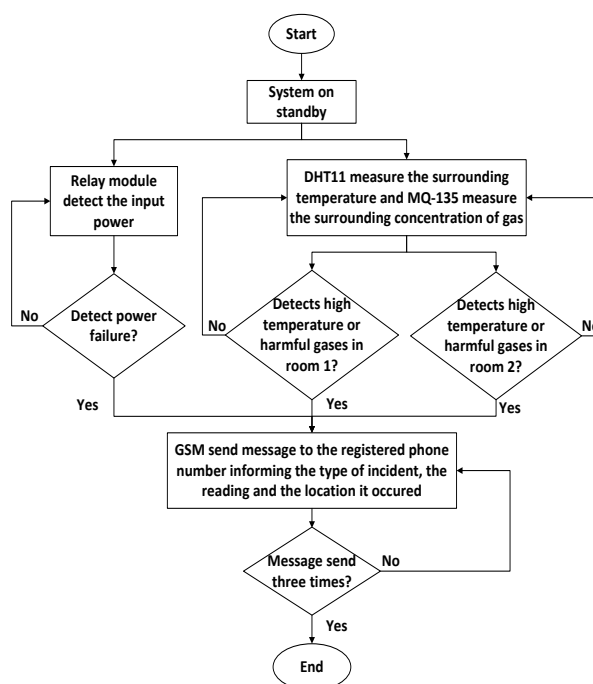 Start
System on
standby
Relay module
detect the input
power
DHT11 measure the surrounding
temperature and MQ-135 measure
the surrounding concentration of gas
No
Detect power
failure?
No
Detects high
temperature or
harmful gases in
room 1?
Detects high
temperature or
harmful gases in
room 2?
No
Yes
Yes
Yes
GSM send message to the registered phone
number informing the type of incident, the
reading and the location it occured
Message send
three times?
No
Yes
End